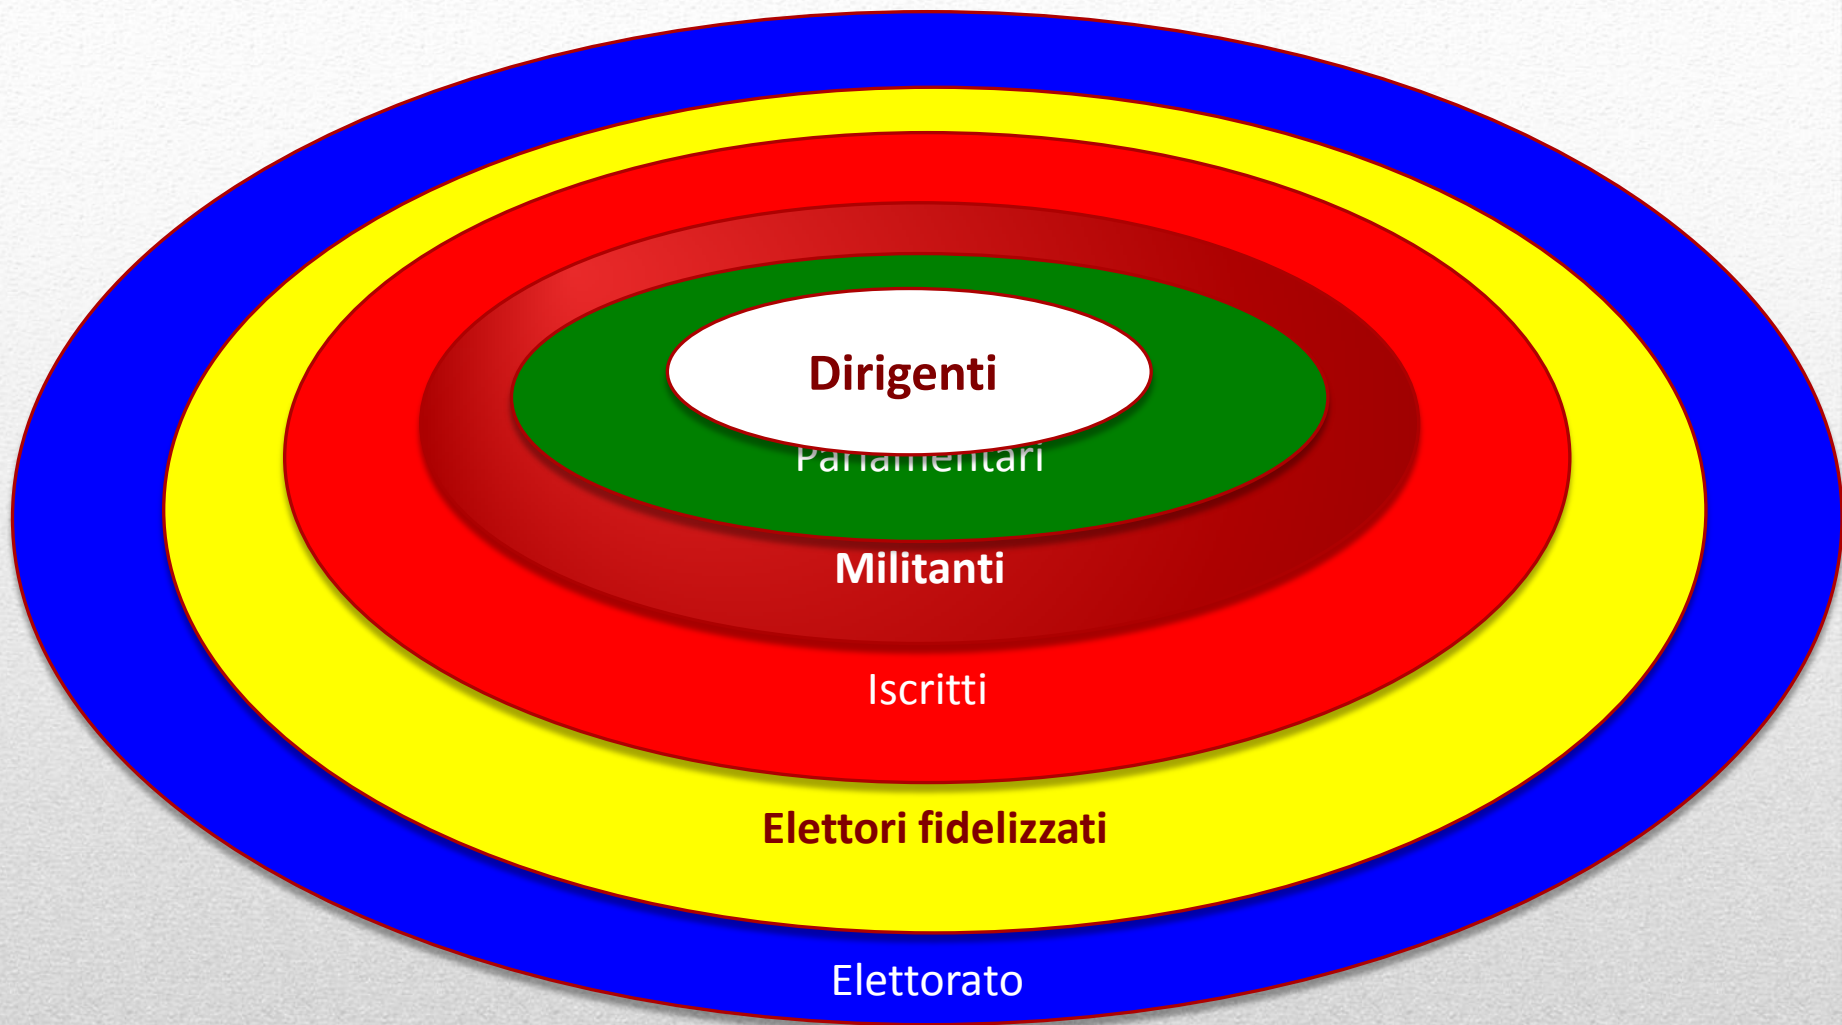 Dirigenti
Parlamentari
Militanti
Iscritti
Elettori fidelizzati
Elettorato